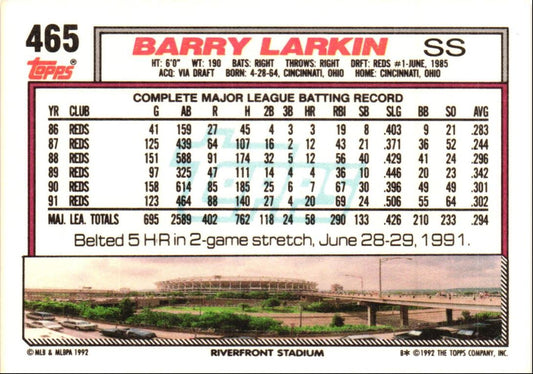 465
BARRY LARKIN SS
Topps®
HT: 6'0" WT: 190 BATS: RIGHT THROWS: RIGHT DRFT: REDS #1-JUNE, 1985
ACQ: VIA DRAFT BORN: 4-28-64, CINCINNATI, OHIO HOME: CINCINNATI, OHIO
COMPLETE MAJOR LEAGUE BATTING RECORD
YR CLUB G AB R H 2B 3B HR RBI SB SLG BB SO AVG
86 REDS 41 159 27 45 4 3 3 19 8 .403 9 21 .283
87 REDS 125 439 64 107 16 2 12 43 21 .371 36 52 .244
88 REDS 151 588 91 174 32 5 12 56 40 .429 41 24 .296
89 REDS 97 325 47 111 14 4 4 36 10 .446 20 23 .342
90 REDS 158 614 85 185 25 6 7 67 30 .396 49 49 .301
91 REDS 123 464 88 140 27 4 20 69 24 .506 55 64 .302
MAJ. LEA. TOTALS 695 2589 402 762 118 24 58 290 133 .426 210 233 .294
Topps
Belted 5 HR in 2-game stretch, June 28-29, 1991.
©MLB & MLBPA 1992 RIVERFRONT STADIUM B* ©1992 THE TOPPS COMPANY, INC.